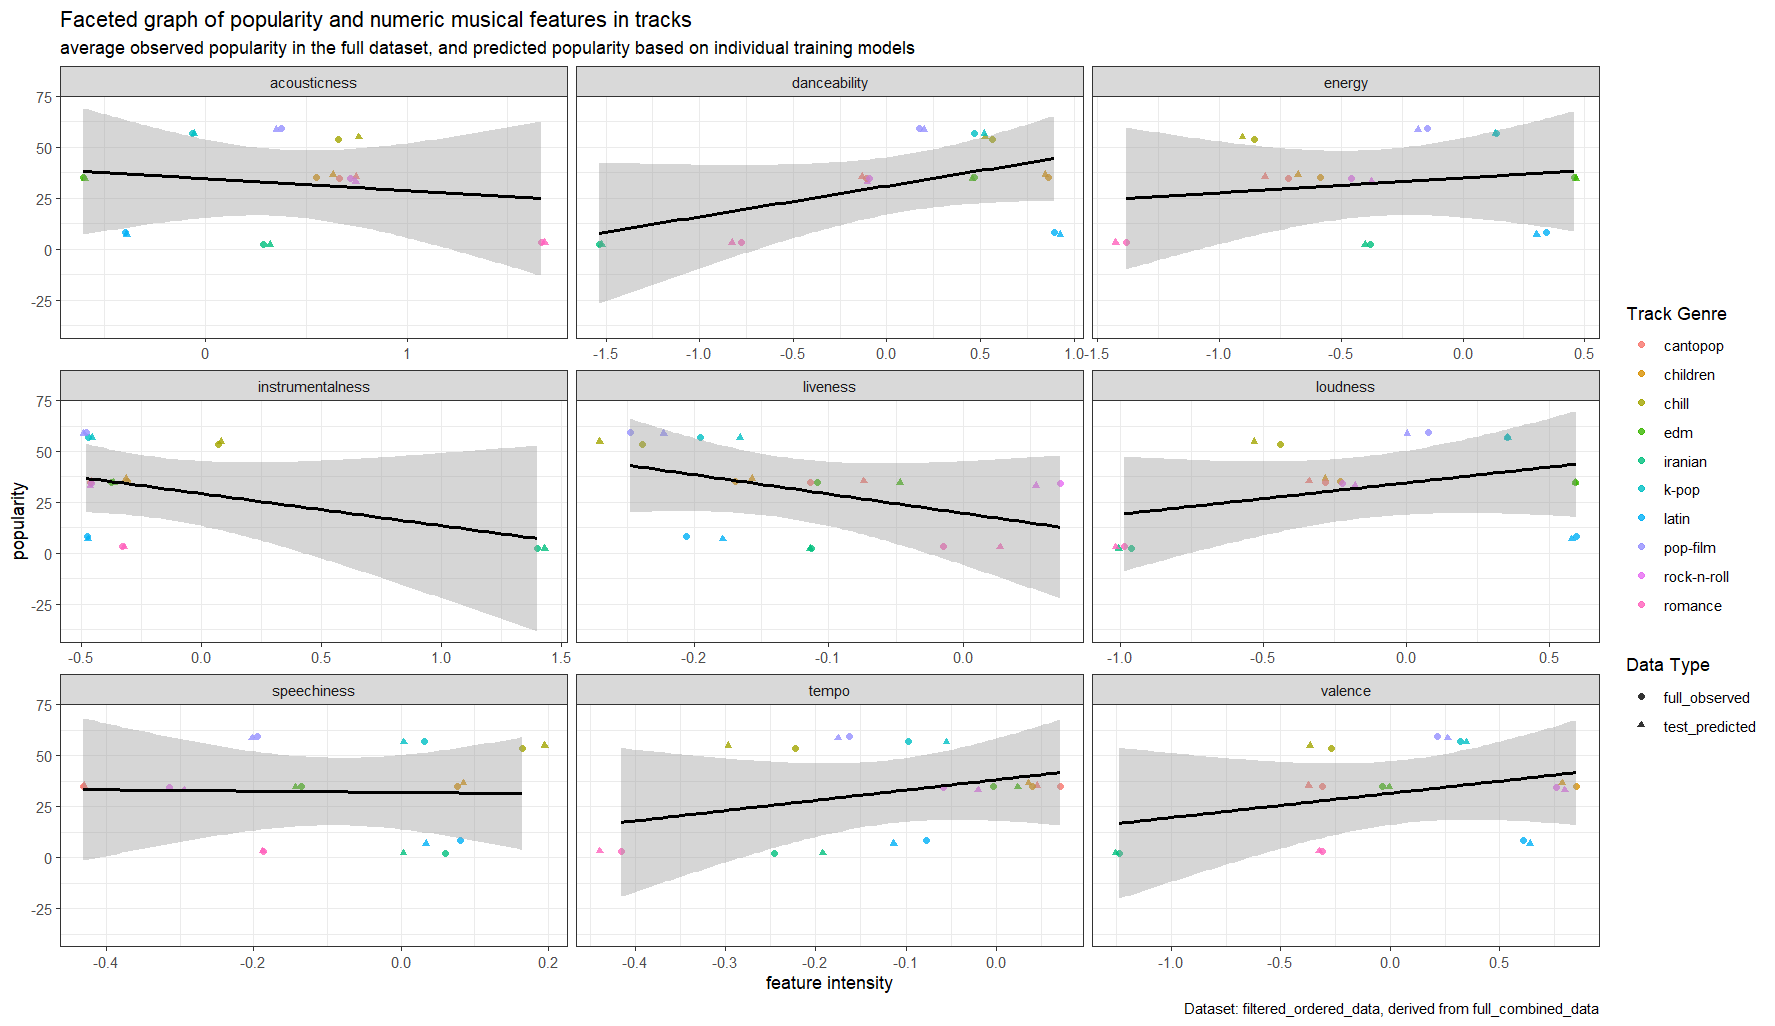 Faceted graph of popularity and numeric musical features in tracks
average observed popularity in the full dataset, and predicted popularity based on individual training models
acousticness
danceability
energy
75
50
25
0
-25
0 1
-1.5 -1.0 -0.5 0.0 0.5 1.0
-1.5 -1.0 -0.5 0.0 0.5
instrumentalness
liveness
loudness
75
50
25
0
-25
-0.5 0.0 0.5 1.0 1.5
-0.2 -0.1 0.0
-1.0 -0.5 0.0 0.5
speechiness
tempo
valence
75
50
25
0
-25
-0.4 -0.2 0.0 0.2
-0.4 -0.3 -0.2 -0.1 0.0
-1.0 -0.5 0.0 0.5
popularity
feature intensity
Track Genre
cantopop
children
chill
edm
iranian
k-pop
latin
pop-film
rock-n-roll
romance
Data Type
full_observed
test_predicted
Dataset: filtered_ordered_data, derived from full_combined_data